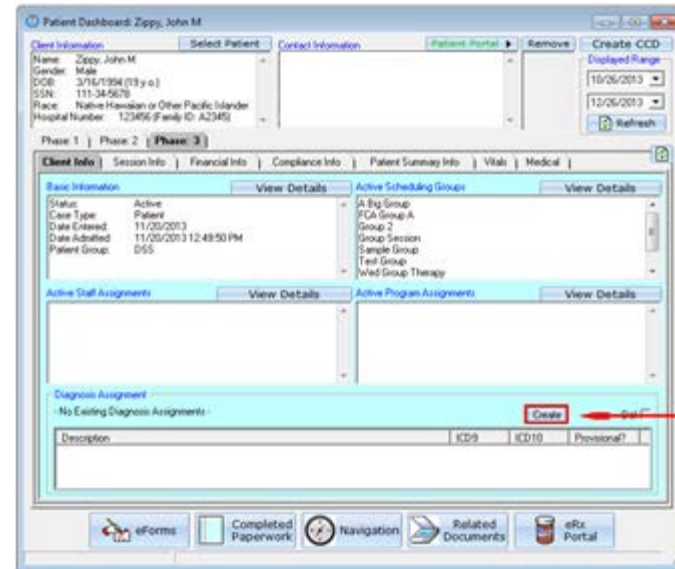 Patient Dashboard: Zippy, John M
Client Information
Select Patient
Contact Information
Patient Portal
Remove
Create CCD
Name: Zippy, John M
Gender: Male
DOB: 3/16/1994 (19 y.o.)
SSN: 111-34-5678
Race: Native Hawaiian or Other Pacific Islander
Hospital Number: 123456 (Family ID: A2345)
Displayed Range
10/26/2013
12/26/2013
Refresh
Phase: 1 Phase: 2 Phase: 3
Client Info Session Info Financial Info Compliance Info Patient Summary Info Vitals Medical
Basic Information
View Details
Status: Active
Case Type: Patient
Date Entered: 11/20/2013
Date Admitted: 11/20/2013 12:49:50 PM
Patient Group: DSS
Active Scheduling Groups
View Details
A Big Group
FCA Group A
Group 2
Group Session
Sample Group
Test Group
Wed Group Therapy
Active Staff Assignments
View Details
Active Program Assignments
View Details
Diagnosis Assignment
- No Existing Diagnosis Assignments -
Create
Description ICD9 ICD10 Provisional?
eForms
Completed Paperwork
Navigation
Related Documents
eRx Portal